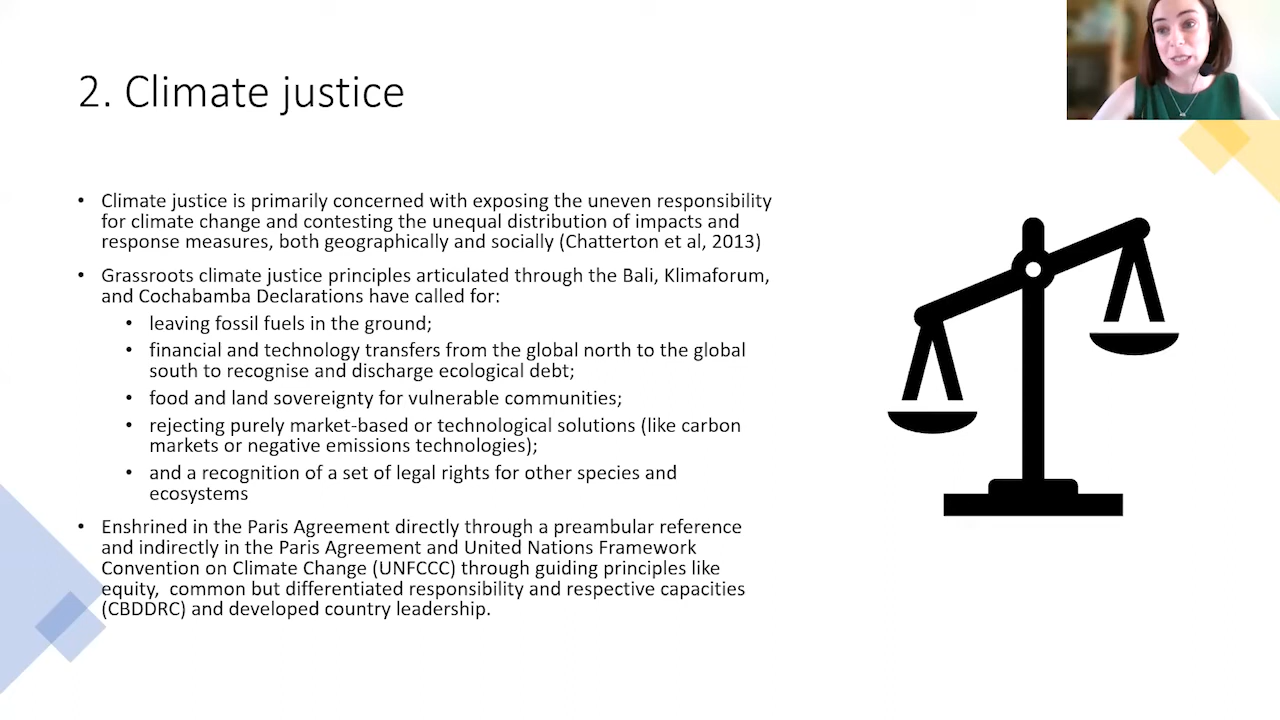 2. Climate justice
• Climate justice is primarily concerned with exposing the uneven responsibility
for climate change and contesting the unequal distribution of impacts and
response measures, both geographically and socially (Chatterton et al, 2013)
• Grassroots climate justice principles articulated through the Bali, Klimaforum,
and Cochabamba Declarations have called for:
• leaving fossil fuels in the ground;
• financial and technology transfers from the global north to the global
south to recognise and discharge ecological debt;
• food and land sovereignty for vulnerable communities;
• rejecting purely market-based or technological solutions (like carbon
markets or negative emissions technologies);
• and a recognition of a set of legal rights for other species and
ecosystems
• Enshrined in the Paris Agreement directly through a preambular reference
and indirectly in the Paris Agreement and United Nations Framework
Convention on Climate Change (UNFCCC) through guiding principles like
equity,  common but differentiated responsibility and respective capacities
(CBDDRC) and developed country leadership.